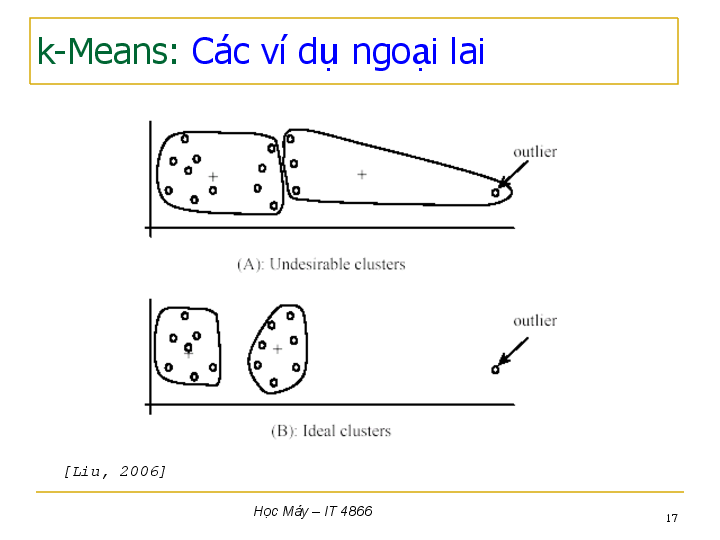 k-Means: Các ví dụ ngoại lai
outlier
(A): Undesirable clusters
outlier
(B): Ideal clusters
[Liu, 2006]
Học Máy – IT 4866
17